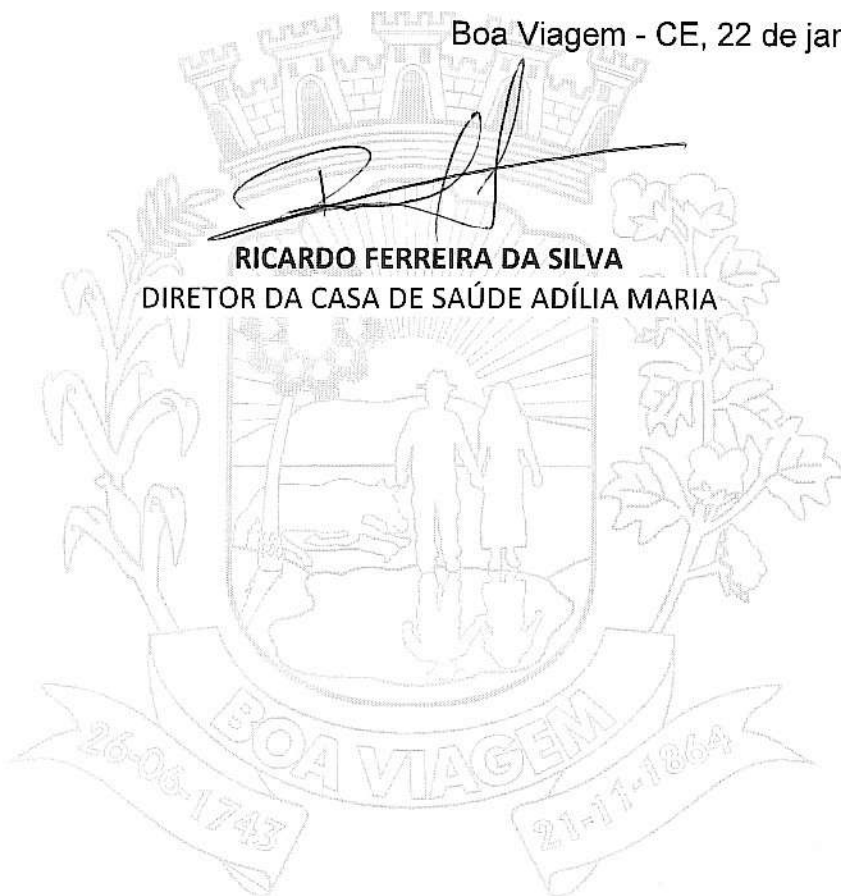 Boa Viagem - CE, 22 de jar
RICARDO FERREIRA DA SILVA
DIRETOR DA CASA DE SAÚDE ADÍLIA MARIA
BOA VIAGEM
26-06-1743
21-11-1864